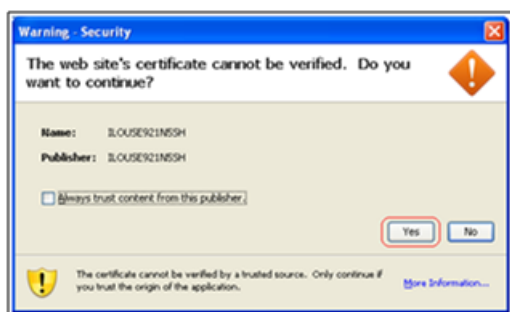 Warning - Security
The web site's certificate cannot be verified. Do you
want to continue?
Name: ILOUSE921N5SH
Publisher: ILOUSE921N5SH
Always trust content from this publisher.
Yes No
The certificate cannot be verified by a trusted source. Only continue if
you trust the origin of the application.
More Information...